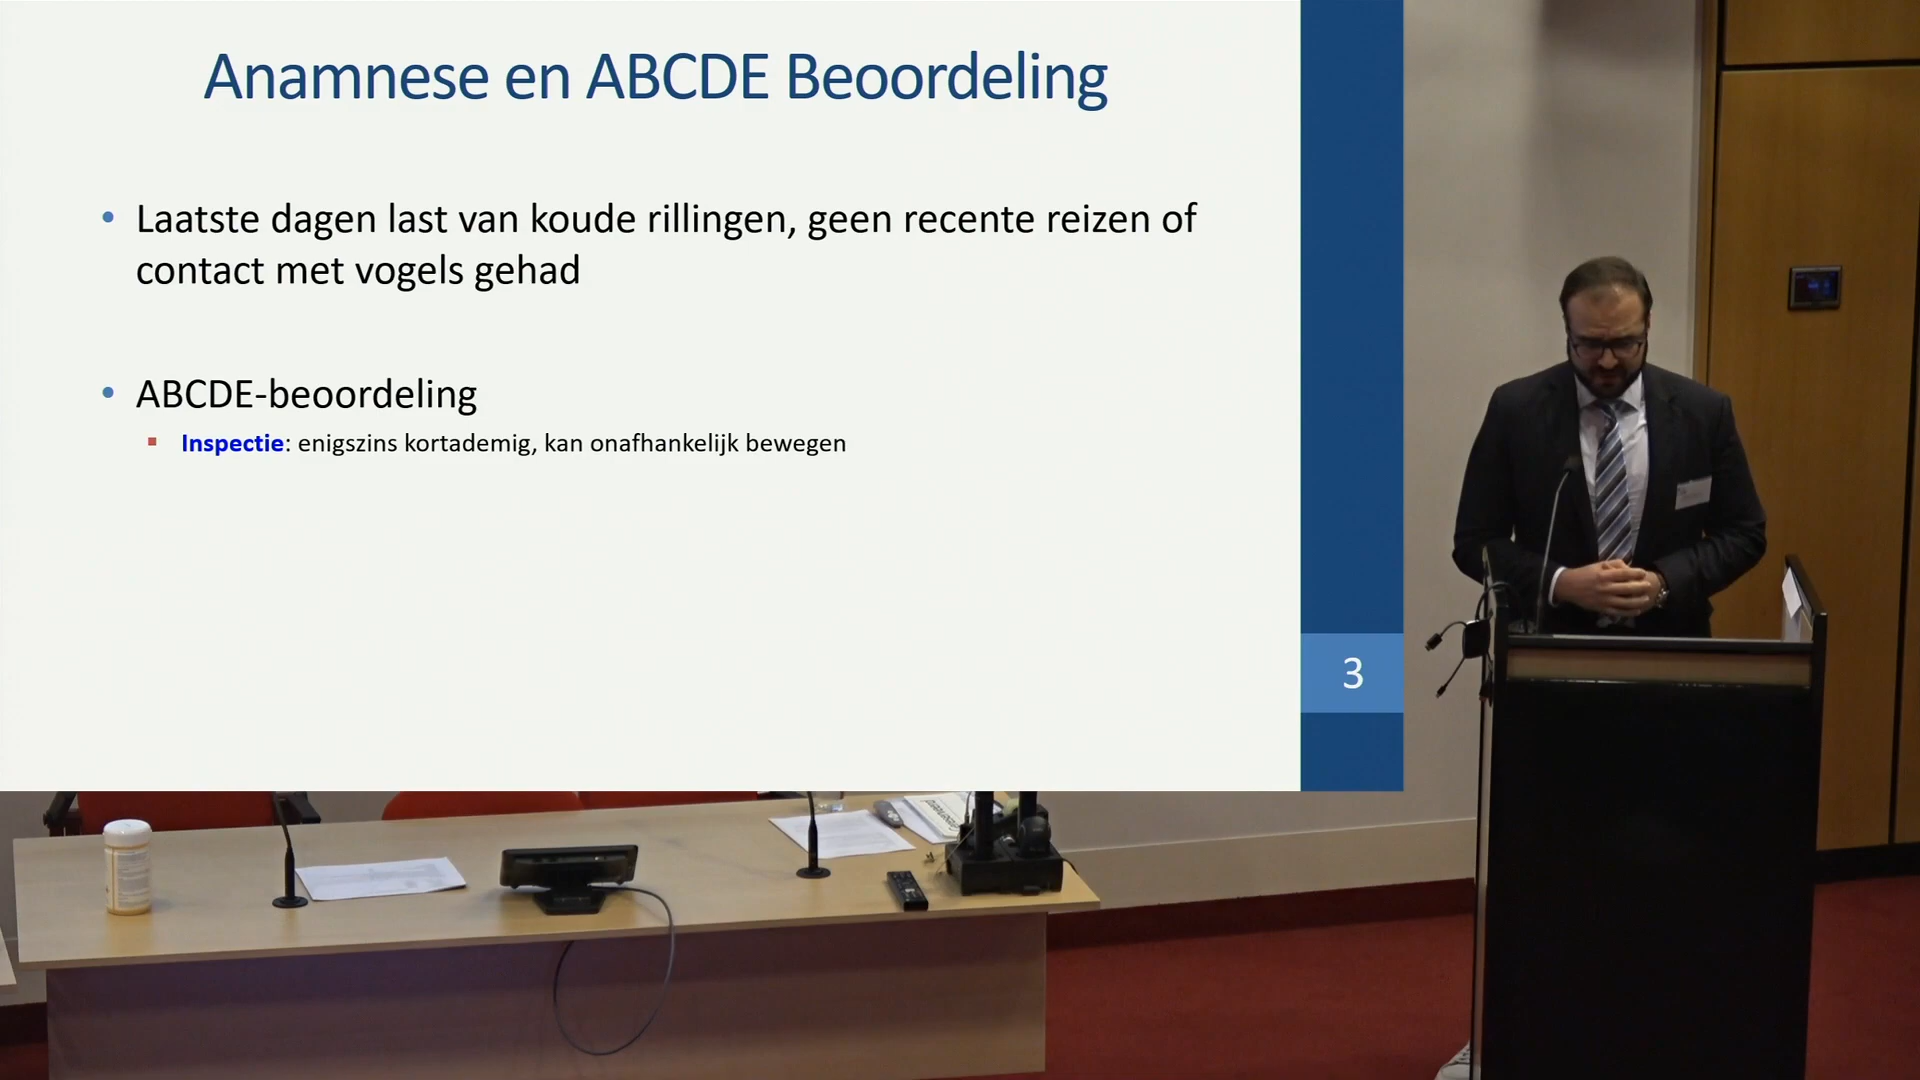 Anamnese en ABCDE Beoordeling
• Laatste dagen last van koude rillingen, geen recente reizen of
contact met vogels gehad
• ABCDE-beoordeling
▪ Inspectie: enigszins kortademig, kan onafhankelijk bewegen
3